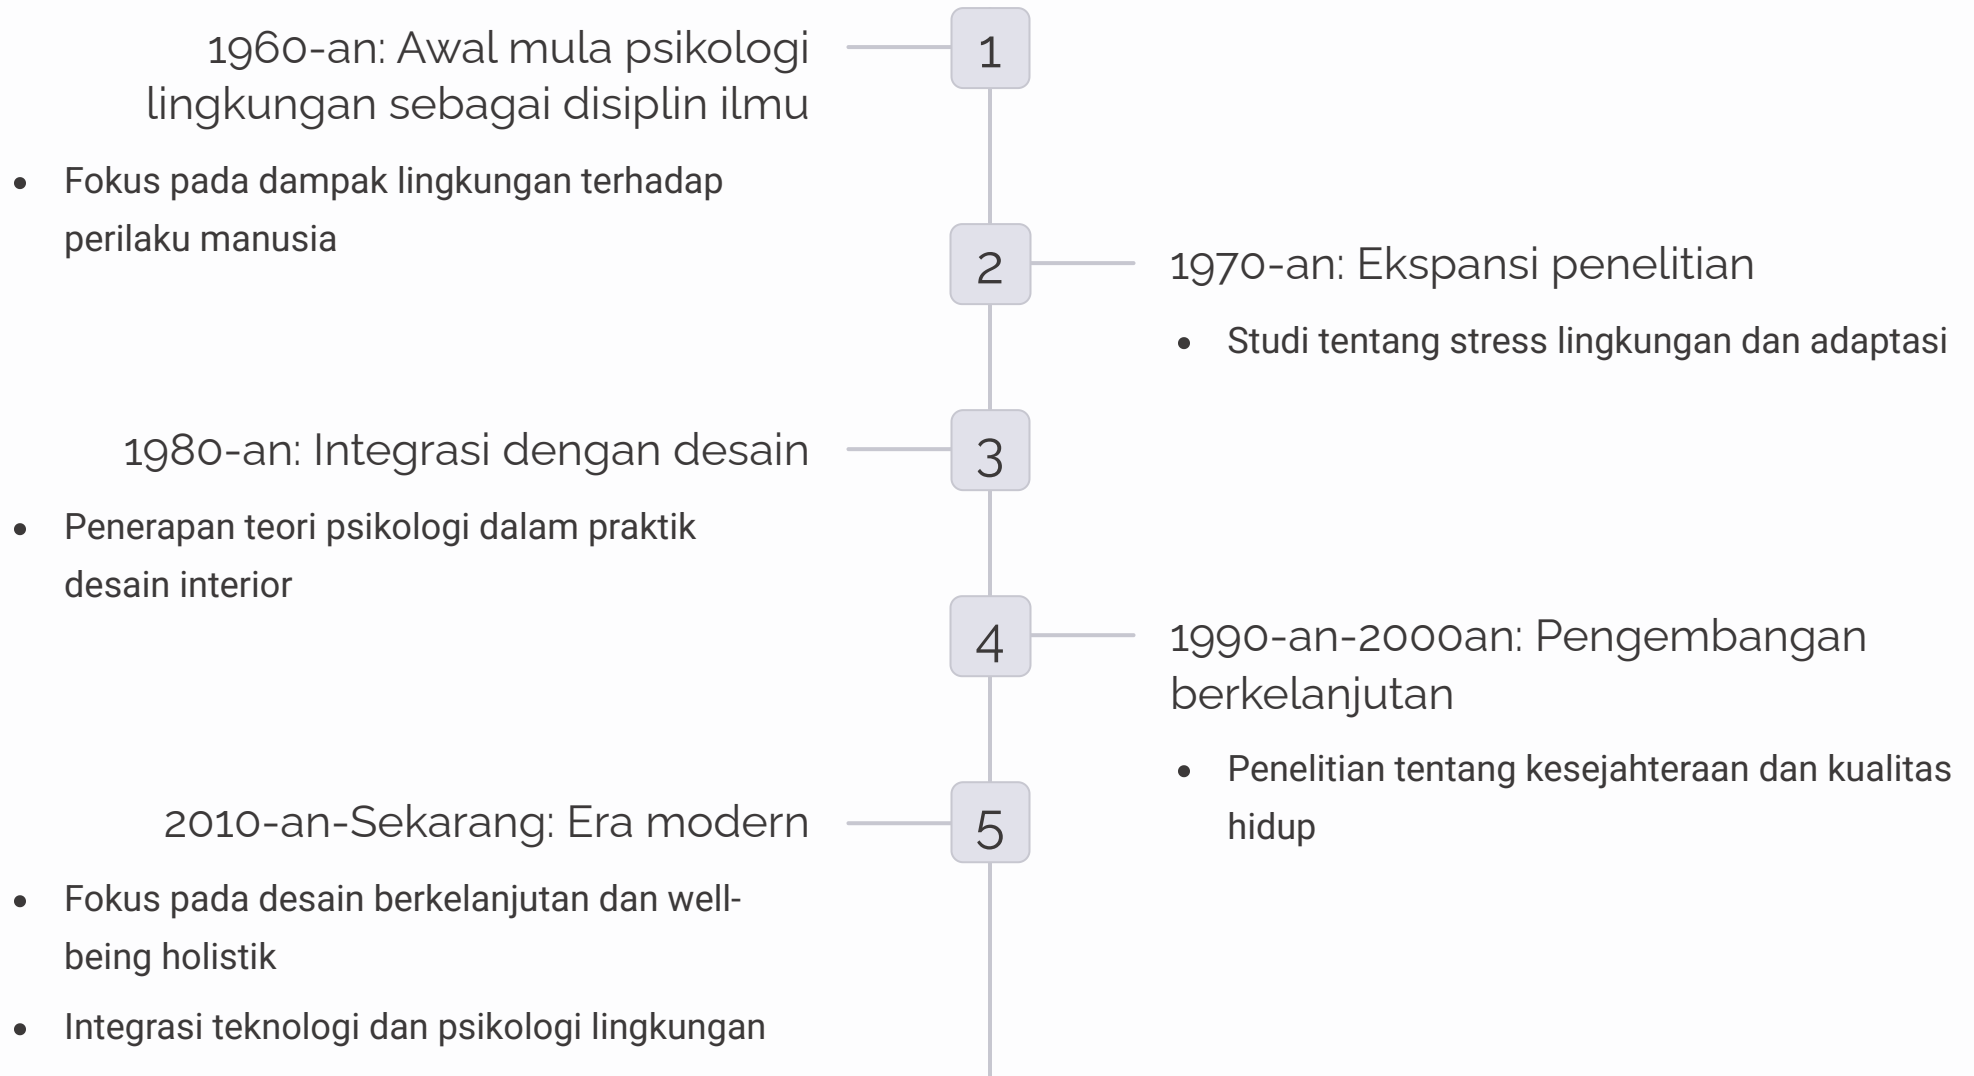 1960-an: Awal mula psikologi
lingkungan sebagai disiplin ilmu
• Fokus pada dampak lingkungan terhadap
perilaku manusia
1
2
1970-an: Ekspansi penelitian
• Studi tentang stress lingkungan dan adaptasi
1980-an: Integrasi dengan desain
• Penerapan teori psikologi dalam praktik
desain interior
3
4
1990-an-2000an: Pengembangan
berkelanjutan
• Penelitian tentang kesejahteraan dan kualitas
hidup
2010-an-Sekarang: Era modern
• Fokus pada desain berkelanjutan dan well-
being holistik
• Integrasi teknologi dan psikologi lingkungan
5